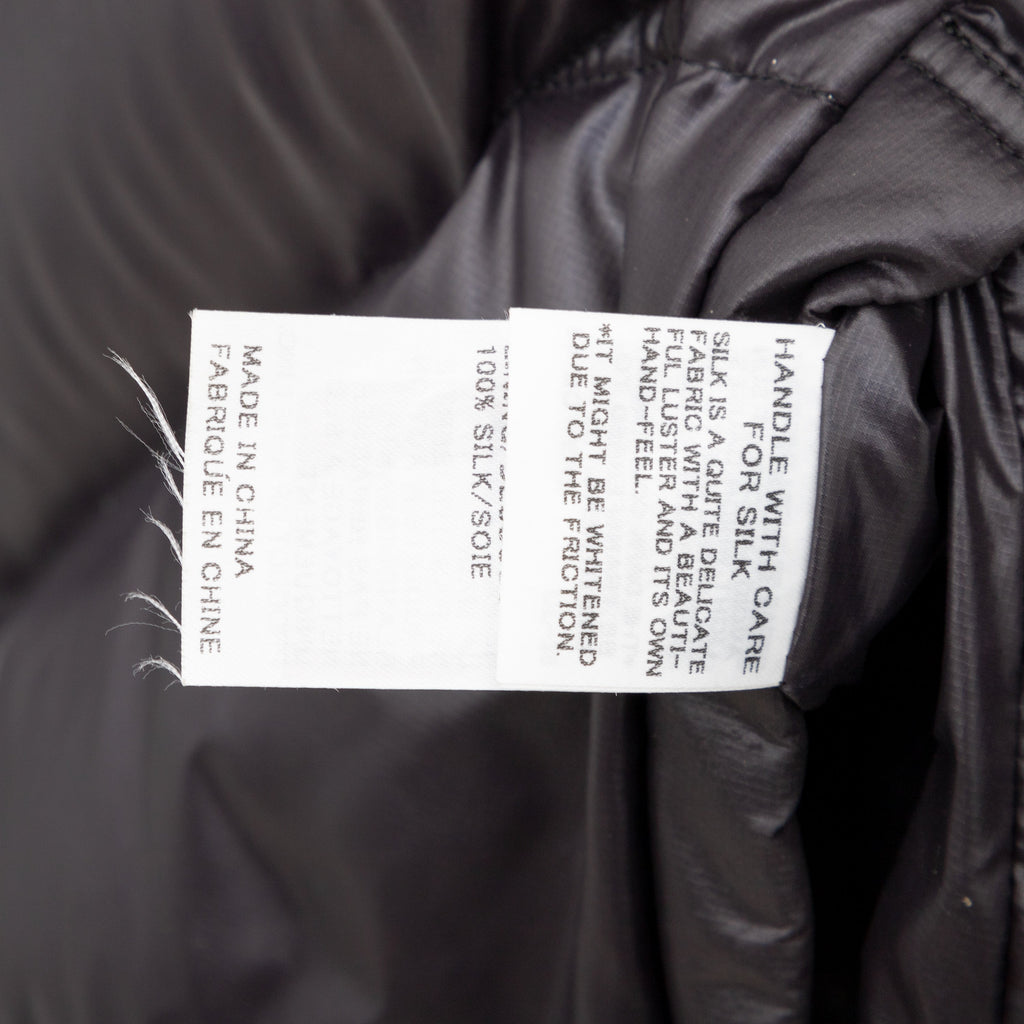 HANDLE WITH CARE
FOR SILK
SILK IS A QUITE DELICATE
FABRIC WITH A BEAUTI-
FUL LUSTER AND ITS OWN
HAND-FEEL.
*IT MIGHT BE WHITENED
DUE TO THE FRICTION.
100% SILK/SOIE
MADE IN CHINA
FABRIQUÉ EN CHINE